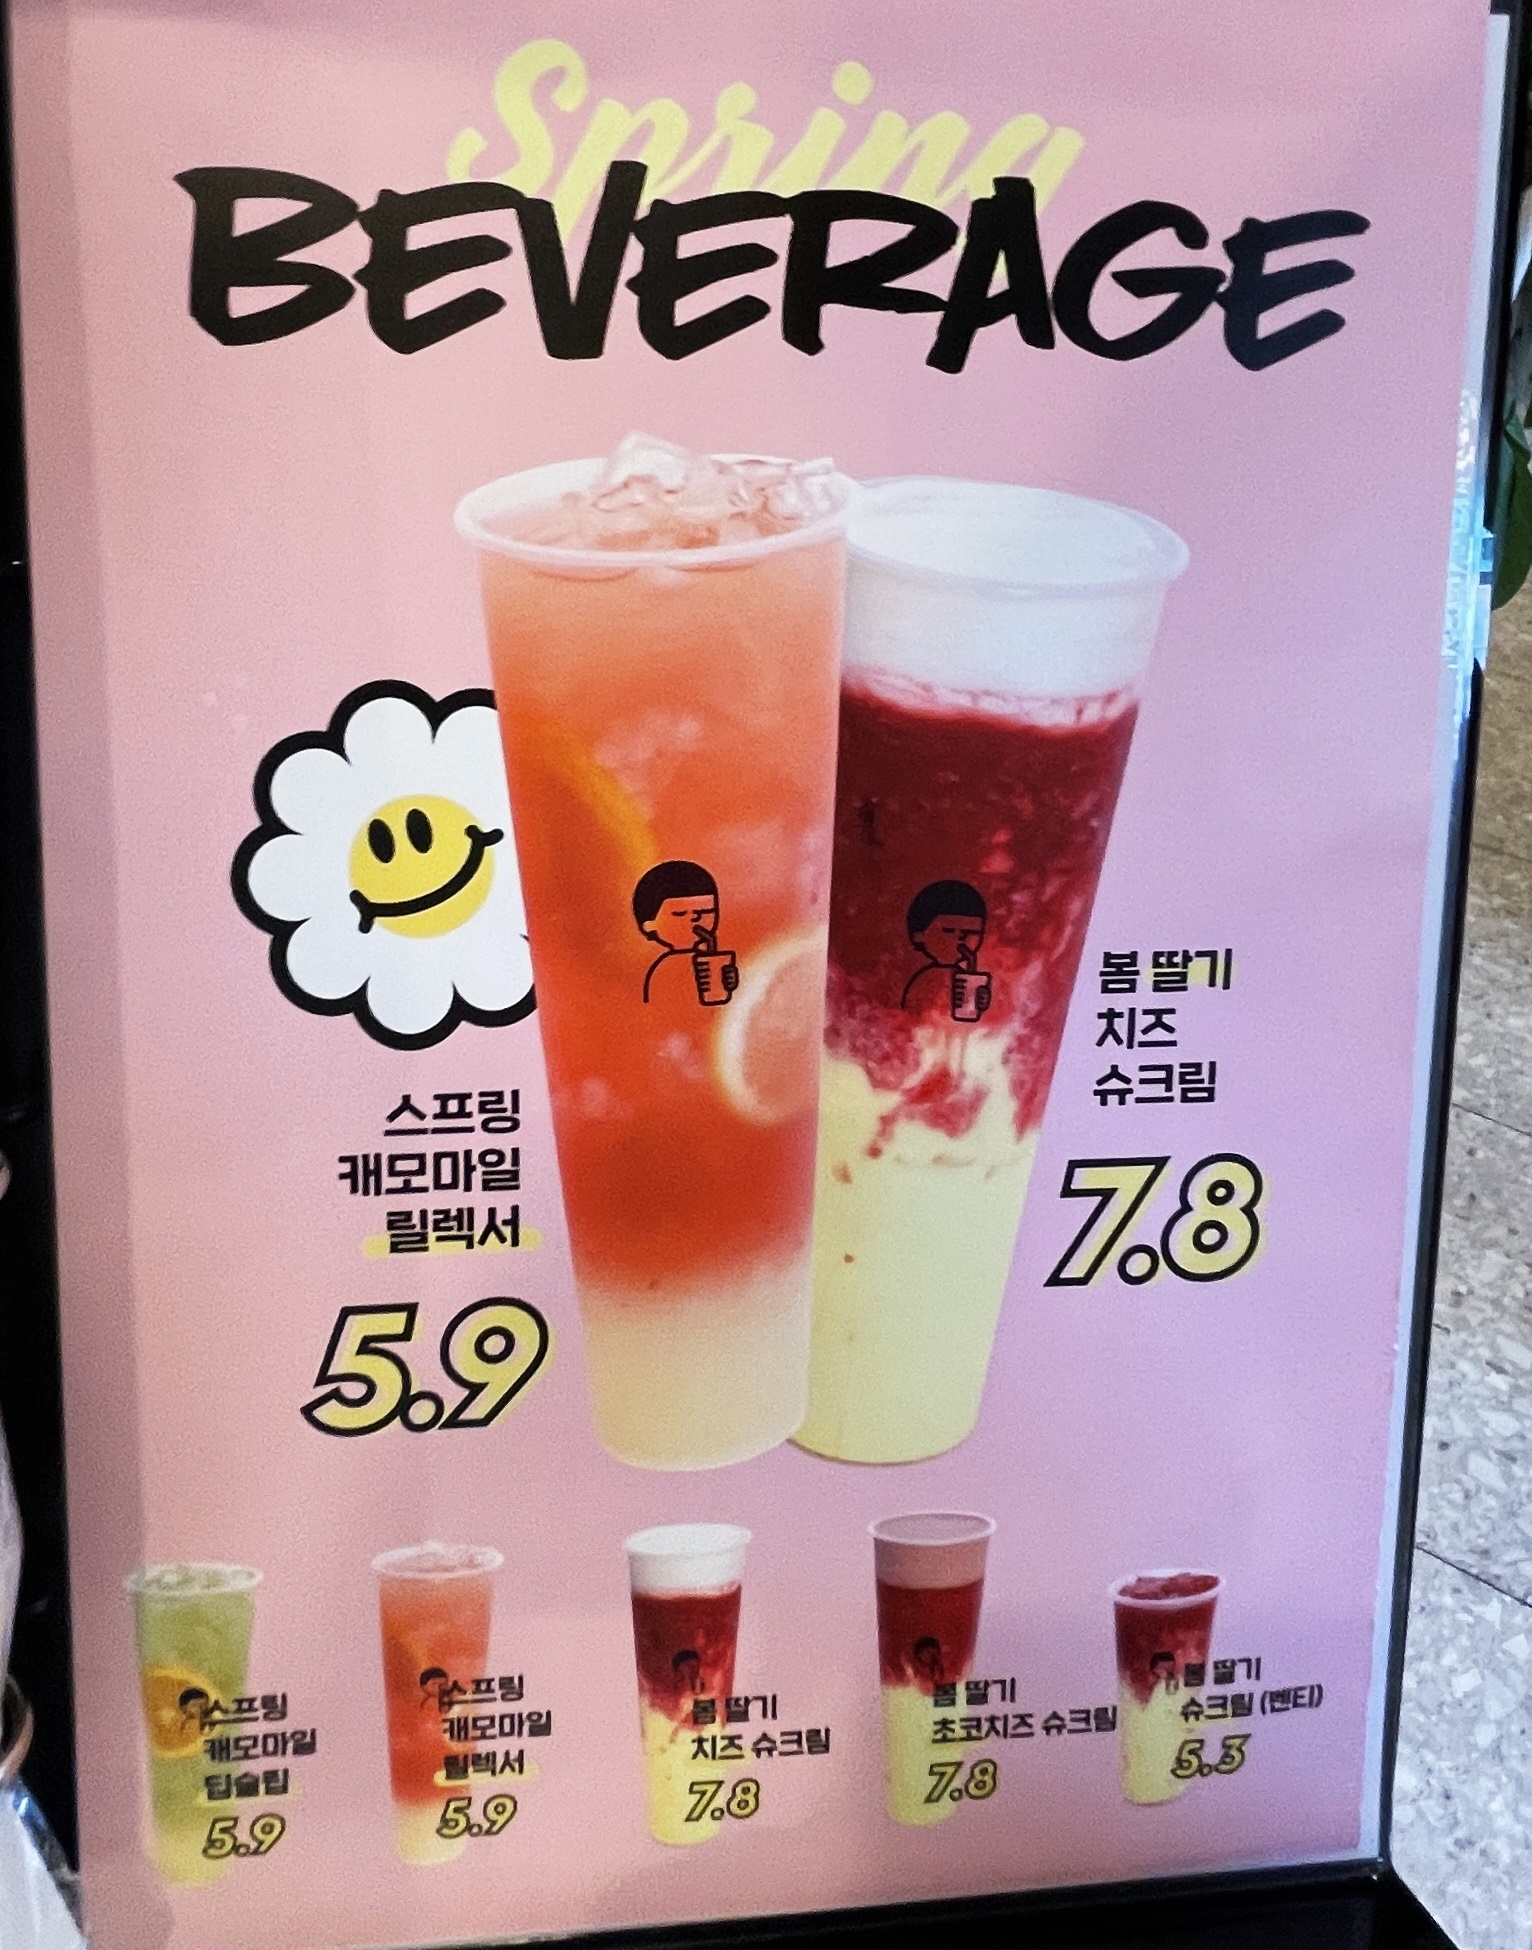 Spring
BEVERAGE
스프링
캐모마일
릴렉서
5.9
봄 딸기
치즈
슈크림
7.8
스프링
캐모마일
딥슬립
5.9
스프링
캐모마일
릴렉서
5.9
봄 딸기
치즈 슈크림
7.8
봄 딸기
초코치즈 슈크림
7.8
봄 딸기
슈크림 (벤티)
5.3